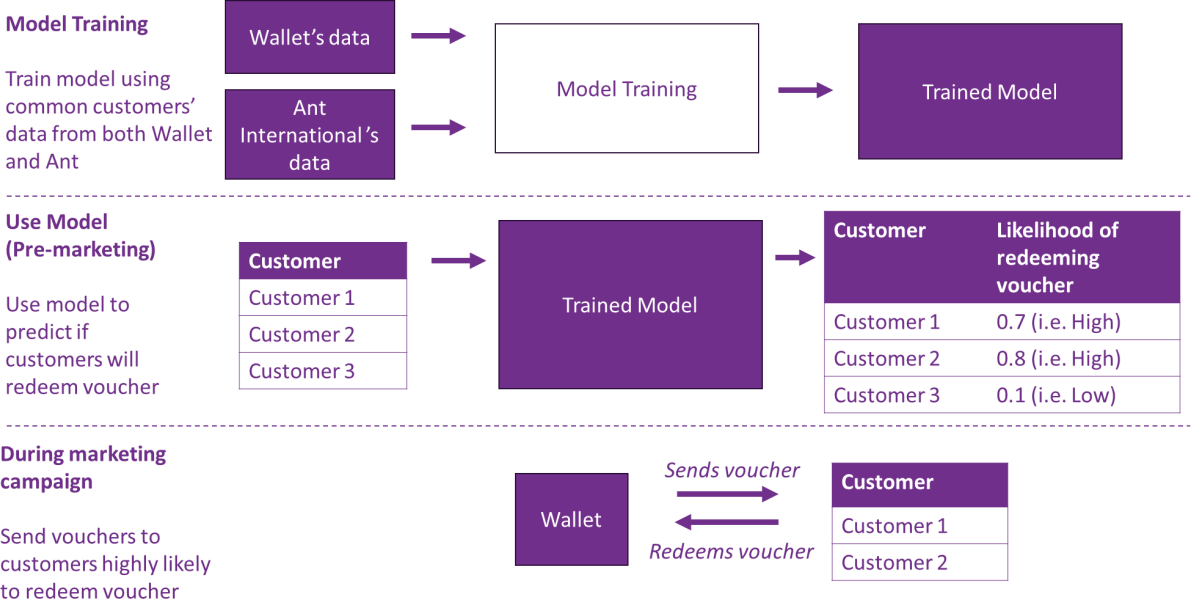 Model Training
Train model using
common customers'
data from both Wallet
and Ant
Wallet's data
Ant
International's
data
Model Training
Trained Model
Use Model
(Pre-marketing)
Use model to
predict if
customers will
redeem voucher
Customer
Customer 1
Customer 2
Customer 3
Trained Model
Customer Likelihood of
redeeming
voucher
Customer 1 0.7 (i.e. High)
Customer 2 0.8 (i.e. High)
Customer 3 0.1 (i.e. Low)
During marketing
campaign
Send vouchers to
customers highly likely
to redeem voucher
Wallet
Sends voucher
Redeems voucher
Customer
Customer 1
Customer 2